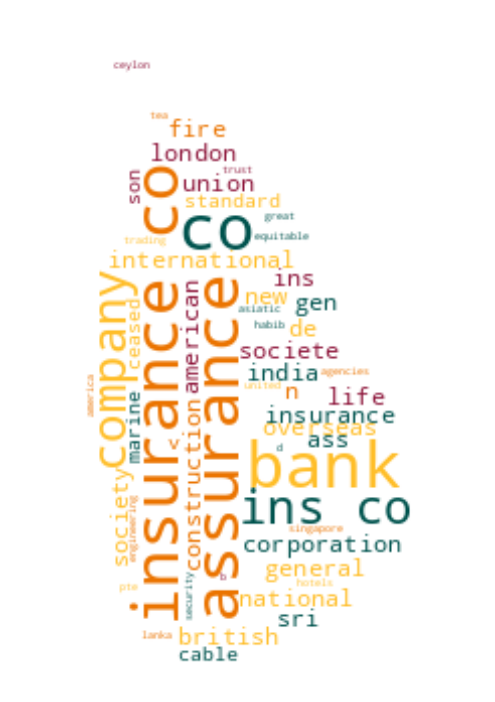 ceylon
tea
fire
london
trust
son
union
co
standard
great
co
equitable
trading
international
ins
company
insurance
assurance
american
new
gen
asiatic
ceased
habib
de
societe
india
agencies
america
united
n
life
marine
insurance
construction
overseas
v
ass
d
bank
society
ins co
engineering
singapore
corporation
general
security
b
hotels
pte
national
sri
lanka
british
cable